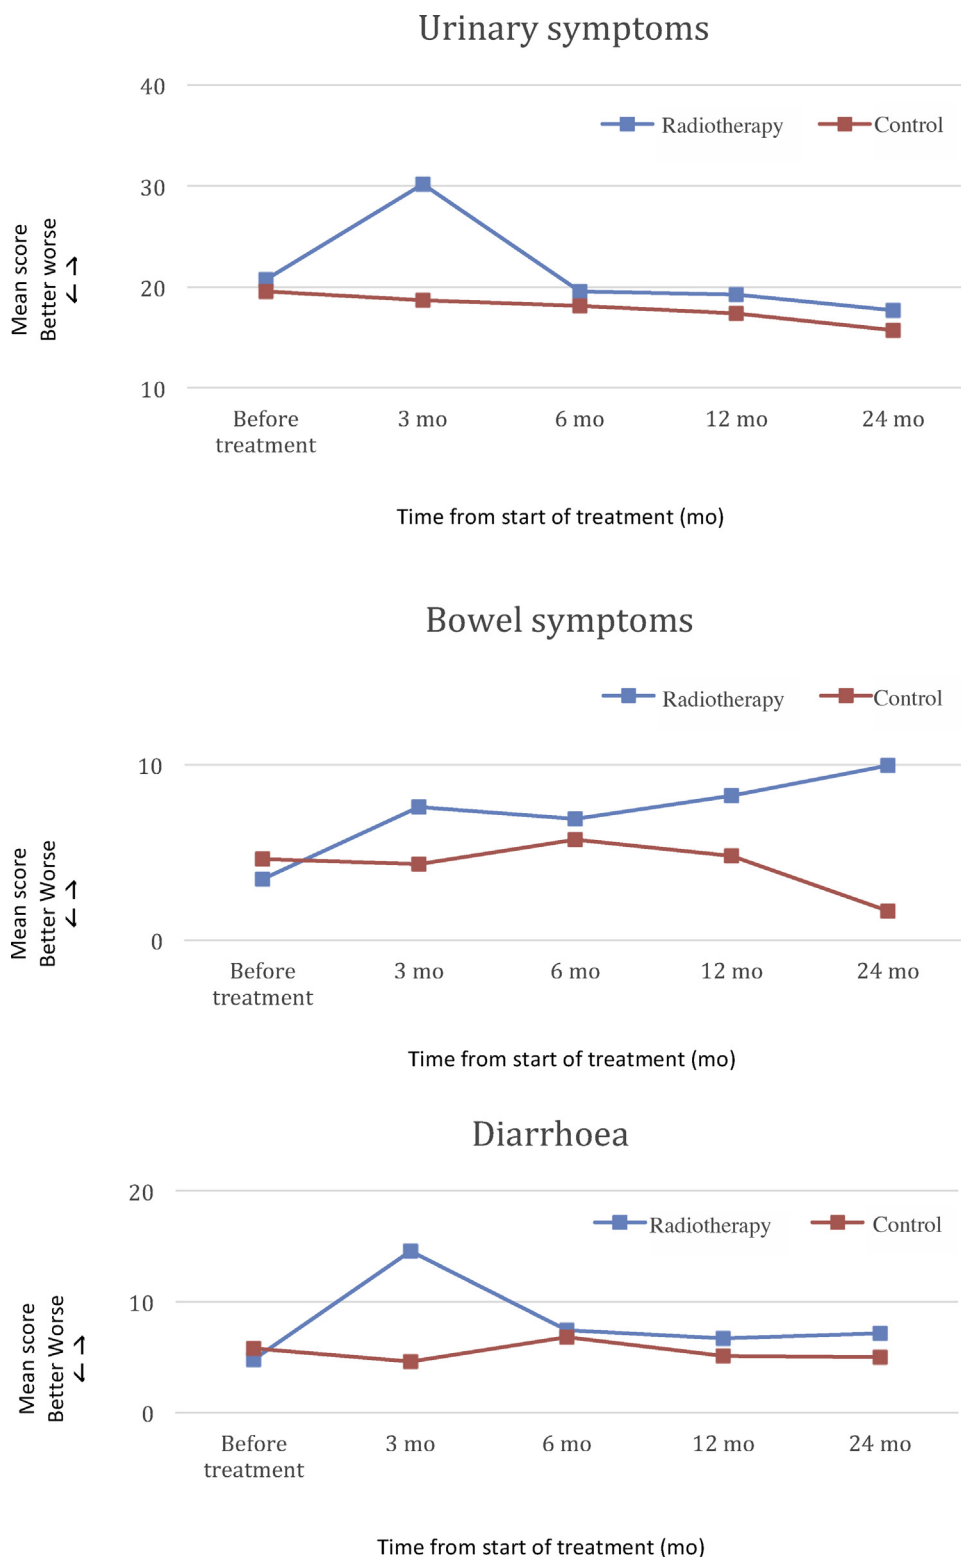 Urinary symptoms
40
Radiotherapy Control
30
Mean score
Better worse
20
10
Before treatment 3 mo 6 mo 12 mo 24 mo
Time from start of treatment (mo)
Bowel symptoms
Radiotherapy Control
10
Mean score
Better Worse
0
Before treatment 3 mo 6 mo 12 mo 24 mo
Time from start of treatment (mo)
Diarrhoea
20
Radiotherapy Control
10
Mean score
Better Worse
0
Before treatment 3 mo 6 mo 12 mo 24 mo
Time from start of treatment (mo)